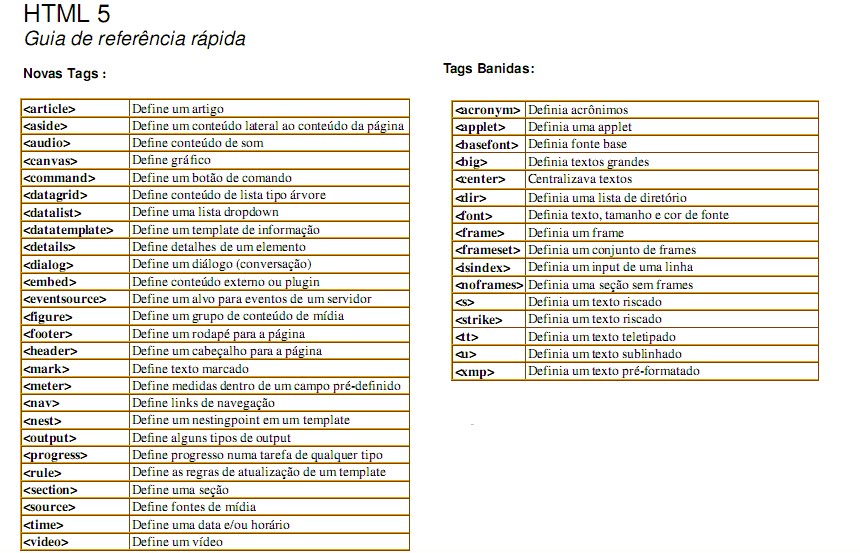 HTML 5
Guia de referência rápida
Novas Tags :
<article> Define um artigo
<aside> Define um conteúdo lateral ao conteúdo da página
<audio> Define conteúdo de som
<canvas> Define gráfico
<command> Define um botão de comando
<datagrid> Define conteúdo de lista tipo árvore
<datalist> Define uma lista dropdown
<datatemplate> Define um template de informação
<details> Define detalhes de um elemento
<dialog> Define um diálogo (conversação)
<embed> Define conteúdo externo ou plugin
<eventsource> Define um alvo para eventos de um servidor
<figure> Define um grupo de conteúdo de mídia
<footer> Define um rodapé para a página
<header> Define um cabeçalho para a página
<mark> Define texto marcado
<meter> Define medidas dentro de um campo pré-definido
<nav> Define links de navegação
<nest> Define um nestingpoint em um template
<output> Define alguns tipos de output
<progress> Define progresso numa tarefa de qualquer tipo
<rule> Define as regras de atualização de um template
<section> Define uma seção
<source> Define fontes de mídia
<time> Define uma data e/ou horário
<video> Define um vídeo
Tags Banidas:
<acronym> Definia acrônimos
<applet> Definia uma applet
<basefont> Definia fonte base
<big> Definia textos grandes
<center> Centralizava textos
<dir> Definia uma lista de diretório
<font> Definia texto, tamanho e cor de fonte
<frame> Definia um frame
<frameset> Definia um conjunto de frames
<isindex> Definia um input de uma linha
<noframes> Definia uma seção sem frames
<s> Definia um texto riscado
<strike> Definia um texto riscado
<tt> Definia um texto teletipado
<u> Definia um texto sublinhado
<xmp> Definia um texto pré-formatado